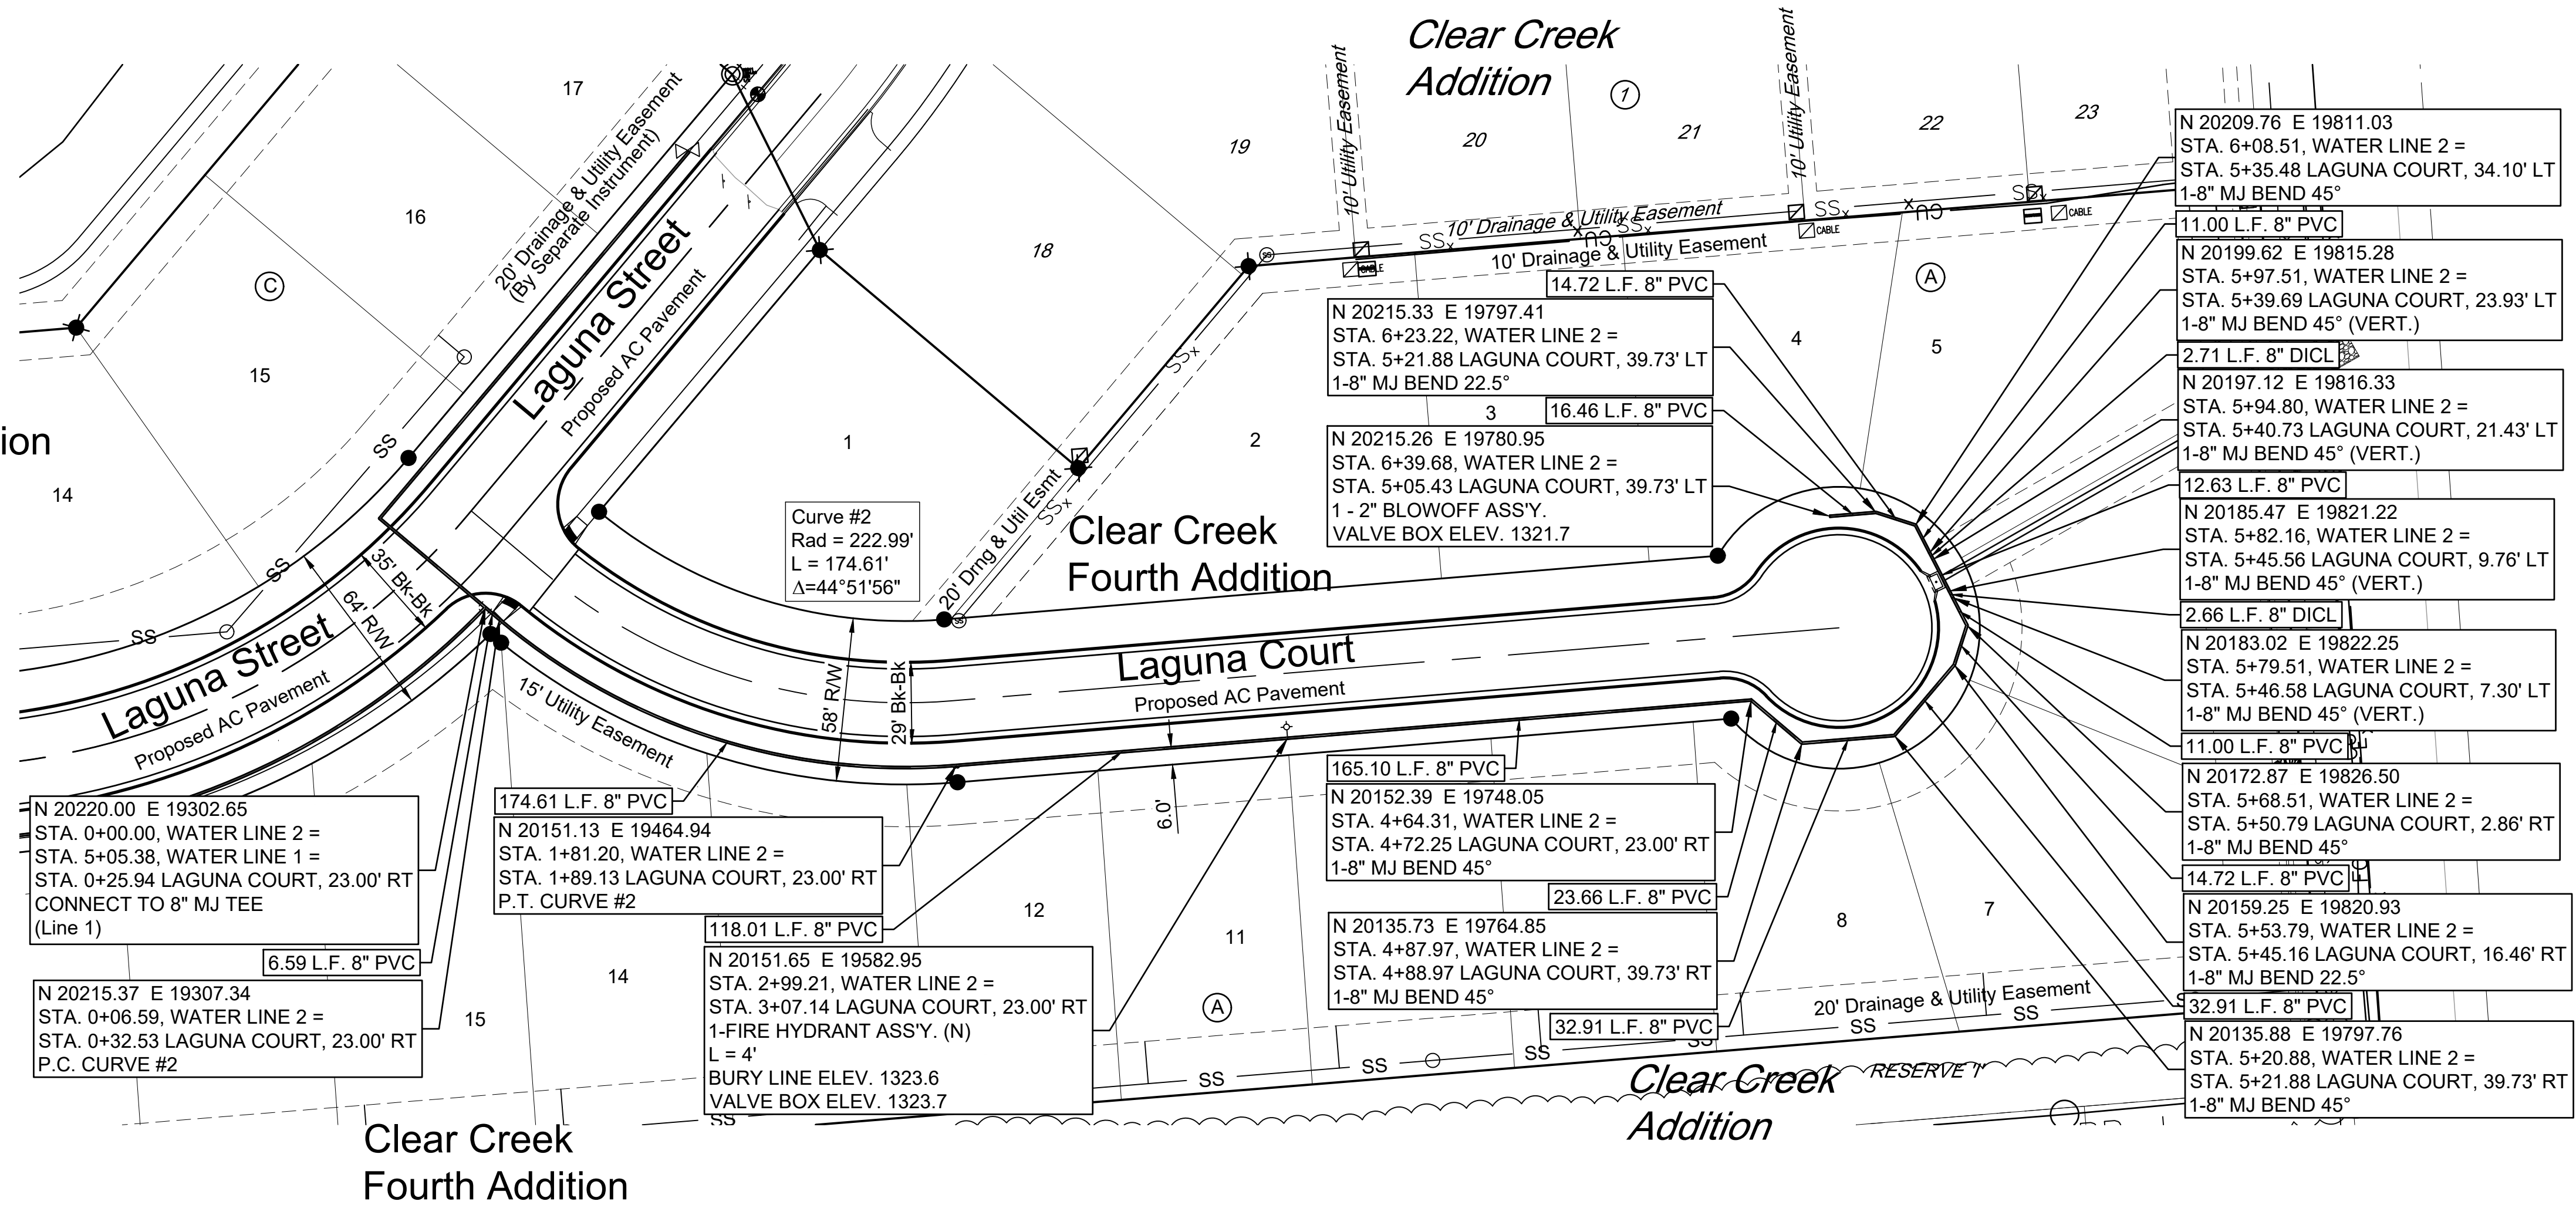 Clear Creek
Addition
1
17
16
15
14
C
ion
20' Drainage & Utility Easement
(By Separate Instrument)
Laguna Street
Proposed AC Pavement
18
19
20
21
22
23
10' Utility Easement
10' Utility Easement
10' Drainage & Utility Easement
10' Drainage & Utility Easement
SS
SS
SS
SS
CABLE
CABLE
CABLE
A
1
2
3
4
5
20' Drng & Util Esmt
SS
SS
SS
Clear Creek
Fourth Addition
Curve #2
Rad = 222.99'
L = 174.61'
Δ=44°51'56"
14.72 L.F. 8" PVC
N 20215.33 E 19797.41
STA. 6+23.22, WATER LINE 2 =
STA. 5+21.88 LAGUNA COURT, 39.73' LT
1-8" MJ BEND 22.5°
16.46 L.F. 8" PVC
N 20215.26 E 19780.95
STA. 6+39.68, WATER LINE 2 =
STA. 5+05.43 LAGUNA COURT, 39.73' LT
1 - 2" BLOWOFF ASS'Y.
VALVE BOX ELEV. 1321.7
N 20209.76 E 19811.03
STA. 6+08.51, WATER LINE 2 =
STA. 5+35.48 LAGUNA COURT, 34.10' LT
1-8" MJ BEND 45°
11.00 L.F. 8" PVC
N 20199.62 E 19815.28
STA. 5+97.51, WATER LINE 2 =
STA. 5+39.69 LAGUNA COURT, 23.93' LT
1-8" MJ BEND 45° (VERT.)
2.71 L.F. 8" DICL
N 20197.12 E 19816.33
STA. 5+94.80, WATER LINE 2 =
STA. 5+40.73 LAGUNA COURT, 21.43' LT
1-8" MJ BEND 45° (VERT.)
12.63 L.F. 8" PVC
N 20185.47 E 19821.22
STA. 5+82.16, WATER LINE 2 =
STA. 5+45.56 LAGUNA COURT, 9.76' LT
1-8" MJ BEND 45° (VERT.)
2.66 L.F. 8" DICL
N 20183.02 E 19822.25
STA. 5+79.51, WATER LINE 2 =
STA. 5+46.58 LAGUNA COURT, 7.30' LT
1-8" MJ BEND 45° (VERT.)
11.00 L.F. 8" PVC
N 20172.87 E 19826.50
STA. 5+68.51, WATER LINE 2 =
STA. 5+50.79 LAGUNA COURT, 2.86' RT
1-8" MJ BEND 45°
14.72 L.F. 8" PVC
N 20159.25 E 19820.93
STA. 5+53.79, WATER LINE 2 =
STA. 5+45.16 LAGUNA COURT, 16.46' RT
1-8" MJ BEND 22.5°
32.91 L.F. 8" PVC
N 20135.88 E 19797.76
STA. 5+20.88, WATER LINE 2 =
STA. 5+21.88 LAGUNA COURT, 39.73' RT
1-8" MJ BEND 45°
35' Bk-Bk
64' R/W
Laguna Street
Proposed AC Pavement
58' R/W
29' Bk-Bk
Laguna Court
Proposed AC Pavement
15' Utility Easement
6.0'
N 20220.00 E 19302.65
STA. 0+00.00, WATER LINE 2 =
STA. 5+05.38, WATER LINE 1 =
STA. 0+25.94 LAGUNA COURT, 23.00' RT
CONNECT TO 8" MJ TEE
(Line 1)
6.59 L.F. 8" PVC
N 20215.37 E 19307.34
STA. 0+06.59, WATER LINE 2 =
STA. 0+32.53 LAGUNA COURT, 23.00' RT
P.C. CURVE #2
174.61 L.F. 8" PVC
N 20151.13 E 19464.94
STA. 1+81.20, WATER LINE 2 =
STA. 1+89.13 LAGUNA COURT, 23.00' RT
P.T. CURVE #2
118.01 L.F. 8" PVC
N 20151.65 E 19582.95
STA. 2+99.21, WATER LINE 2 =
STA. 3+07.14 LAGUNA COURT, 23.00' RT
1-FIRE HYDRANT ASS'Y. (N)
L = 4'
BURY LINE ELEV. 1323.6
VALVE BOX ELEV. 1323.7
165.10 L.F. 8" PVC
N 20152.39 E 19748.05
STA. 4+64.31, WATER LINE 2 =
STA. 4+72.25 LAGUNA COURT, 23.00' RT
1-8" MJ BEND 45°
23.66 L.F. 8" PVC
N 20135.73 E 19764.85
STA. 4+87.97, WATER LINE 2 =
STA. 4+88.97 LAGUNA COURT, 39.73' RT
1-8" MJ BEND 45°
32.91 L.F. 8" PVC
15
14
12
11
A
8
7
20' Drainage & Utility Easement
SS
SS
SS
SS
SS
SS
SS
RESERVE "I"
Clear Creek
Addition
Clear Creek
Fourth Addition